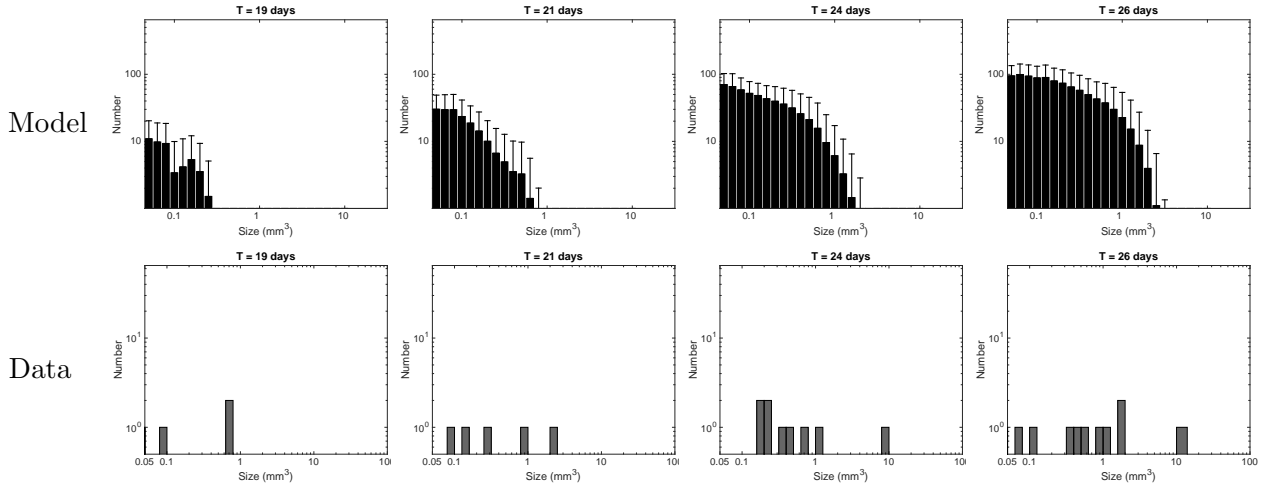 T = 19 days
T = 21 days
T = 24 days
T = 26 days
Model
Number
100
10
0.1
1
10
Size (mm³)
Number
100
10
0.1
1
10
Size (mm³)
Number
100
10
0.1
1
10
Size (mm³)
Number
100
10
0.1
1
10
Size (mm³)
T = 19 days
T = 21 days
T = 24 days
T = 26 days
Data
Number
10¹
10⁰
0.05 0.1
1
10
100
Size (mm³)
Number
10¹
10⁰
0.05 0.1
1
10
10
Size (mm³)
Number
10¹
10⁰
0.05 0.1
1
10
100
Size (mm³)
Number
10¹
10⁰
0.05 0.1
1
10
100
Size (mm³)